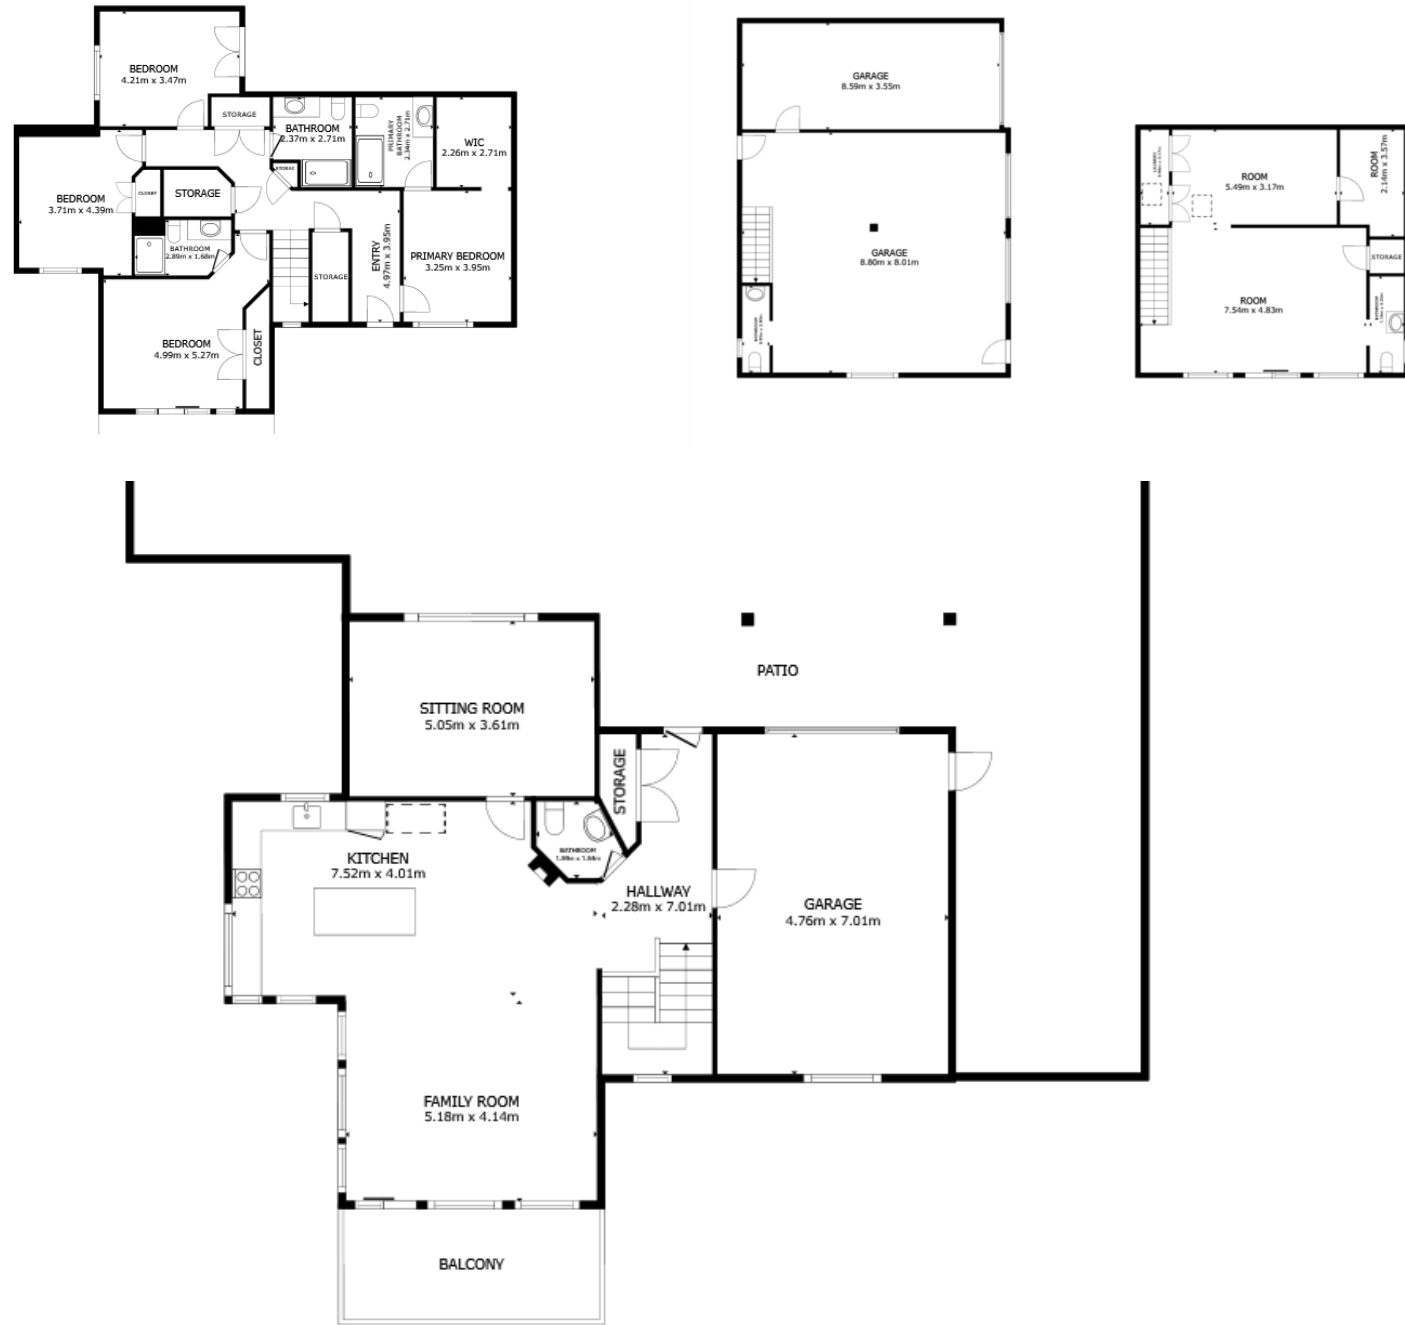 BEDROOM
4.21m x 3.47m
STORAGE
BATHROOM
2.37m x 2.71m
PRIMARY
BATHROOM
2.34m x 2.71m
WIC
2.26m x 2.71m
STORAGE
BEDROOM
3.71m x 4.39m
CLOSET
BATHROOM
2.89m x 1.68m
STORAGE
ENTRY
4.97m x 3.95m
PRIMARY BEDROOM
3.25m x 3.95m
BEDROOM
4.99m x 5.27m
CLOSET
GARAGE
8.59m x 3.55m
GARAGE
8.80m x 8.01m
BATHROOM
LAUNDRY
ROOM
5.49m x 3.17m
ROOM
2.14m x 3.57m
STORAGE
ROOM
7.54m x 4.83m
BATHROOM
PATIO
SITTING ROOM
5.05m x 3.61m
STORAGE
KITCHEN
7.52m x 4.01m
BATHROOM
HALLWAY
2.28m x 7.01m
GARAGE
4.76m x 7.01m
FAMILY ROOM
5.18m x 4.14m
BALCONY